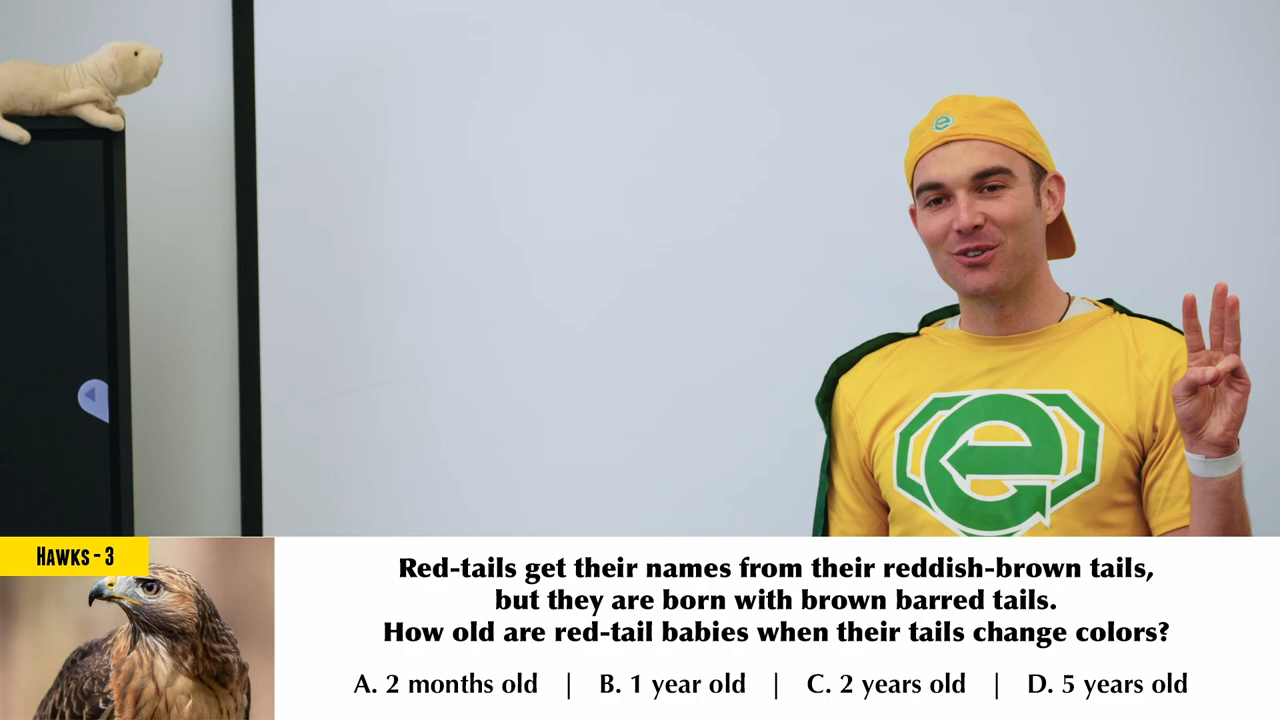 e
e
HAWKS - 3
Red-tails get their names from their reddish-brown tails,
but they are born with brown barred tails.
How old are red-tail babies when their tails change colors?
A. 2 months old | B. 1 year old | C. 2 years old | D. 5 years old